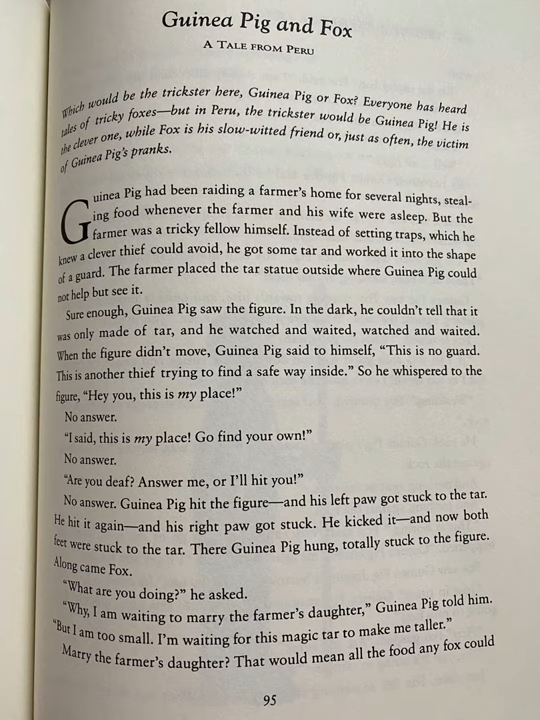 Guinea Pig and Fox
A Tale from Peru
Which would be the trickster here, Guinea Pig or Fox? Everyone has heard
tales of tricky foxes—but in Peru, the trickster would be Guinea Pig! He is
the clever one, while Fox is his slow-witted friend or, just as often, the victim
of Guinea Pig's pranks.
Guinea Pig had been raiding a farmer's home for several nights, steal-
ing food whenever the farmer and his wife were asleep. But the
farmer was a tricky fellow himself. Instead of setting traps, which he
knew a clever thief could avoid, he got some tar and worked it into the shape
of a guard. The farmer placed the tar statue outside where Guinea Pig could
not help but see it.
Sure enough, Guinea Pig saw the figure. In the dark, he couldn't tell that it
was only made of tar, and he watched and waited, watched and waited.
When the figure didn't move, Guinea Pig said to himself, “This is no guard.
This is another thief trying to find a safe way inside.” So he whispered to the
figure, “Hey you, this is my place!”
No answer.
“I said, this is my place! Go find your own!”
No answer.
“Are you deaf? Answer me, or I'll hit you!”
No answer. Guinea Pig hit the figure—and his left paw got stuck to the tar.
He hit it again—and his right paw got stuck. He kicked it—and now both
feet were stuck to the tar. There Guinea Pig hung, totally stuck to the figure.
Along came Fox.
“What are you doing?” he asked.
“Why, I am waiting to marry the farmer's daughter,” Guinea Pig told him.
“But I am too small. I'm waiting for this magic tar to make me taller.”
Marry the farmer's daughter? That would mean all the food any fox could
95